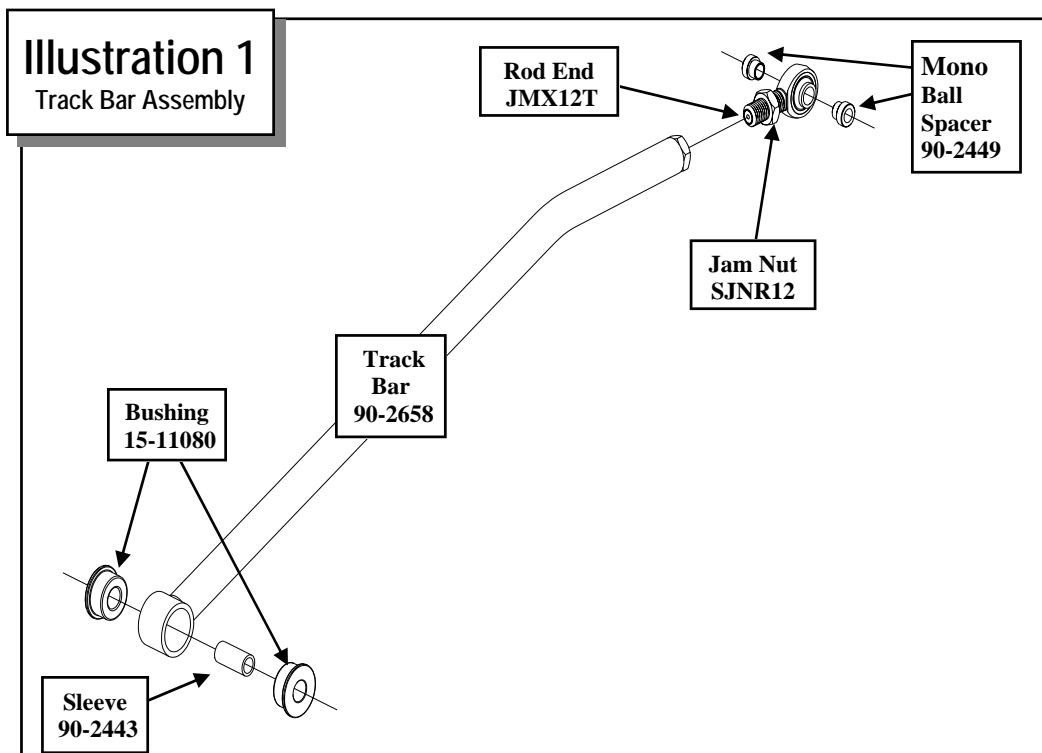 Illustration 1
Track Bar Assembly
Rod End
JMX12T
Mono
Ball
Spacer
90-2449
Jam Nut
SJNR12
Track
Bar
90-2658
Bushing
15-11080
Sleeve
90-2443